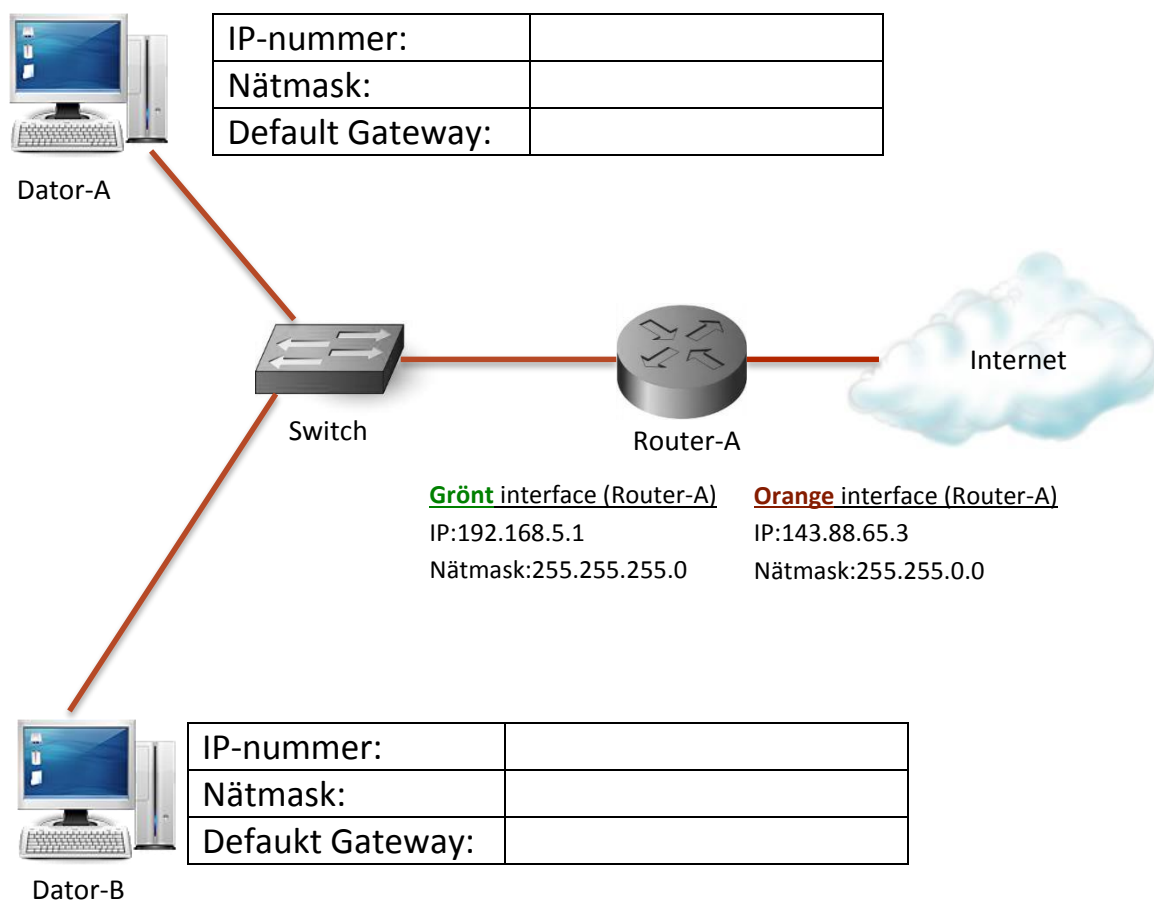 IP-nummer:
Nätmask:
Default Gateway:
Dator-A
Internet
Switch
Router-A
Grönt interface (Router-A)
IP:192.168.5.1
Nätmask:255.255.255.0
Orange interface (Router-A)
IP:143.88.65.3
Nätmask:255.255.0.0
IP-nummer:
Nätmask:
Defaukt Gateway:
Dator-B